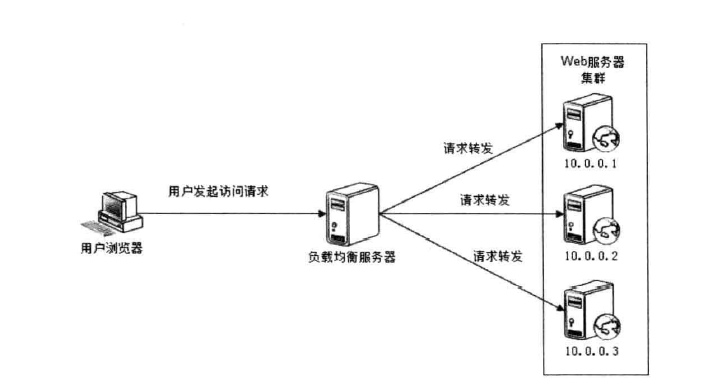 Web服务器
集群
请求转发
10.0.0.1
用户发起访问请求
请求转发
用户浏览器
负载均衡服务器
10.0.0.2
请求转发
10.0.0.3